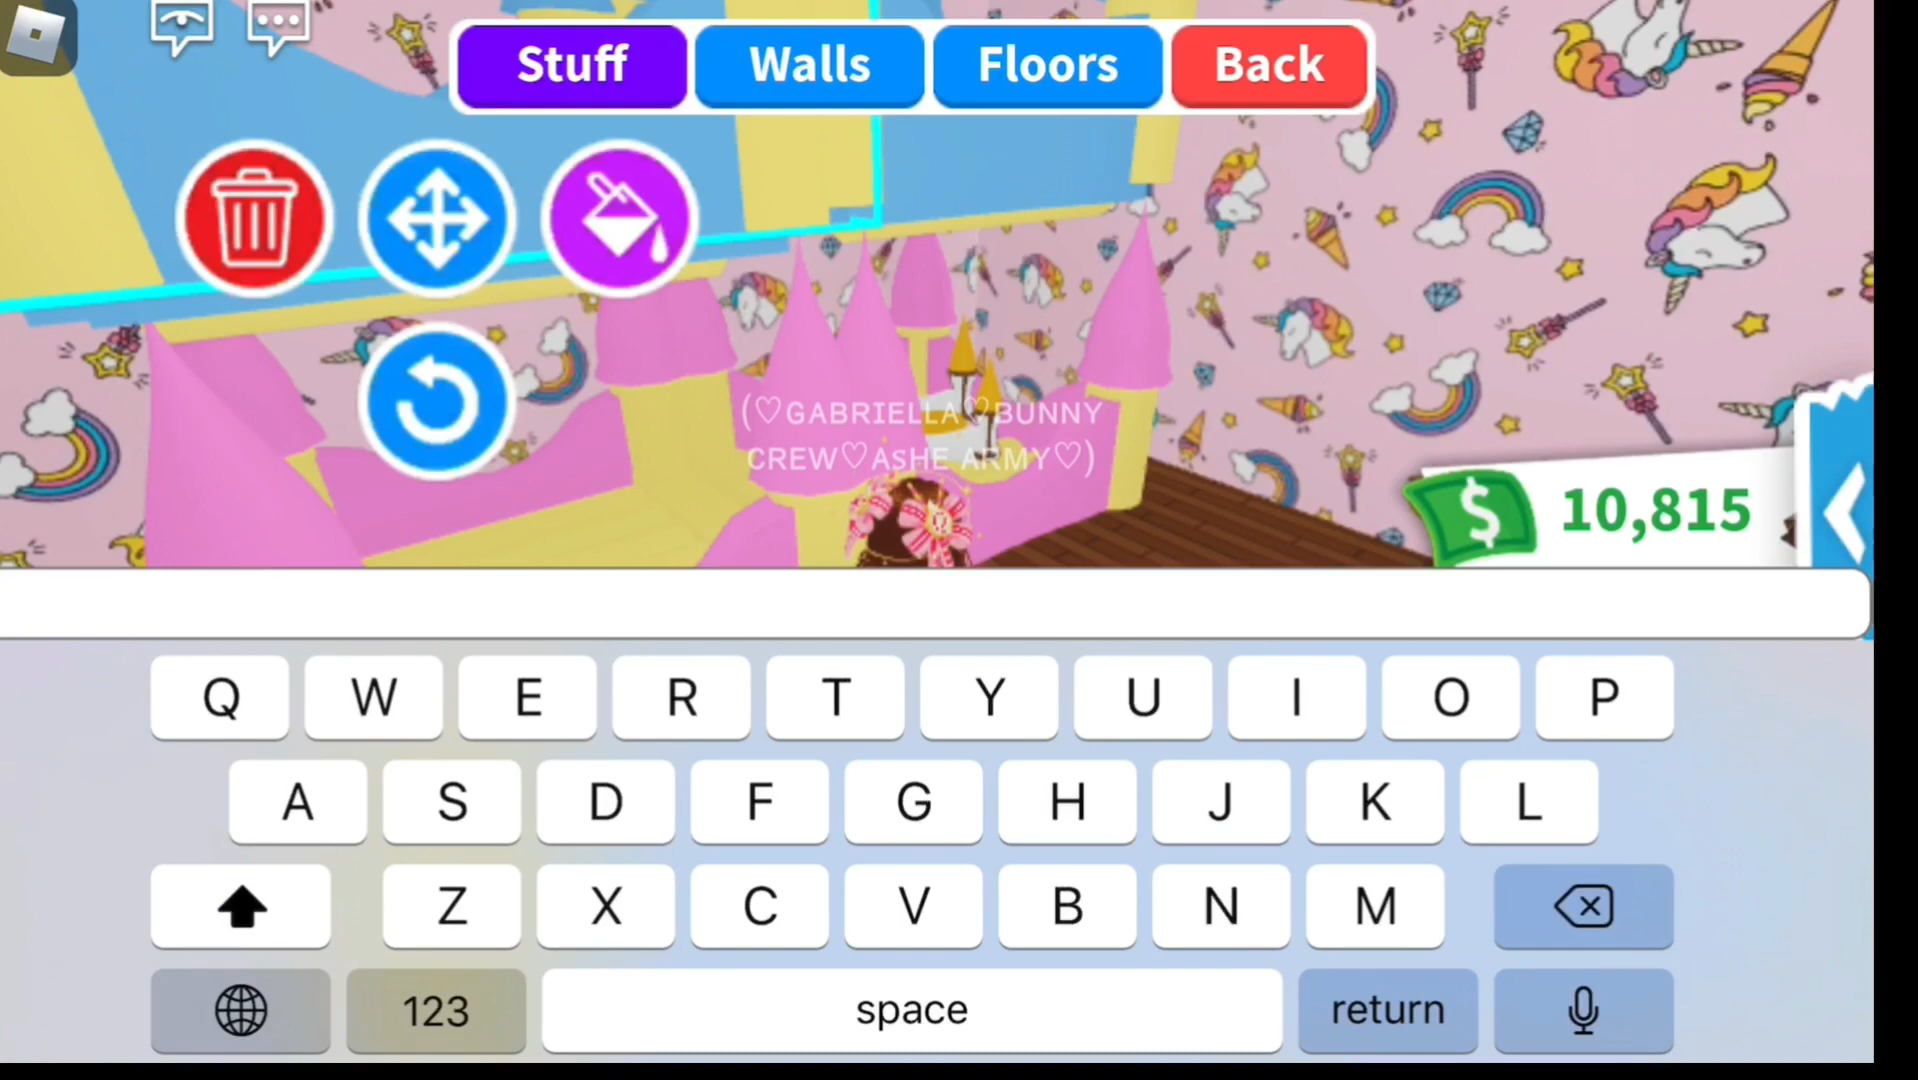 Stuff Walls Floors Back
(♡GABRIELLA♡BUNNY
CREW♡ASHE ARMY♡)
$ 10,815
Q W E R T Y U I O P
A S D F G H J K L
Z X C V B N M
123 space return